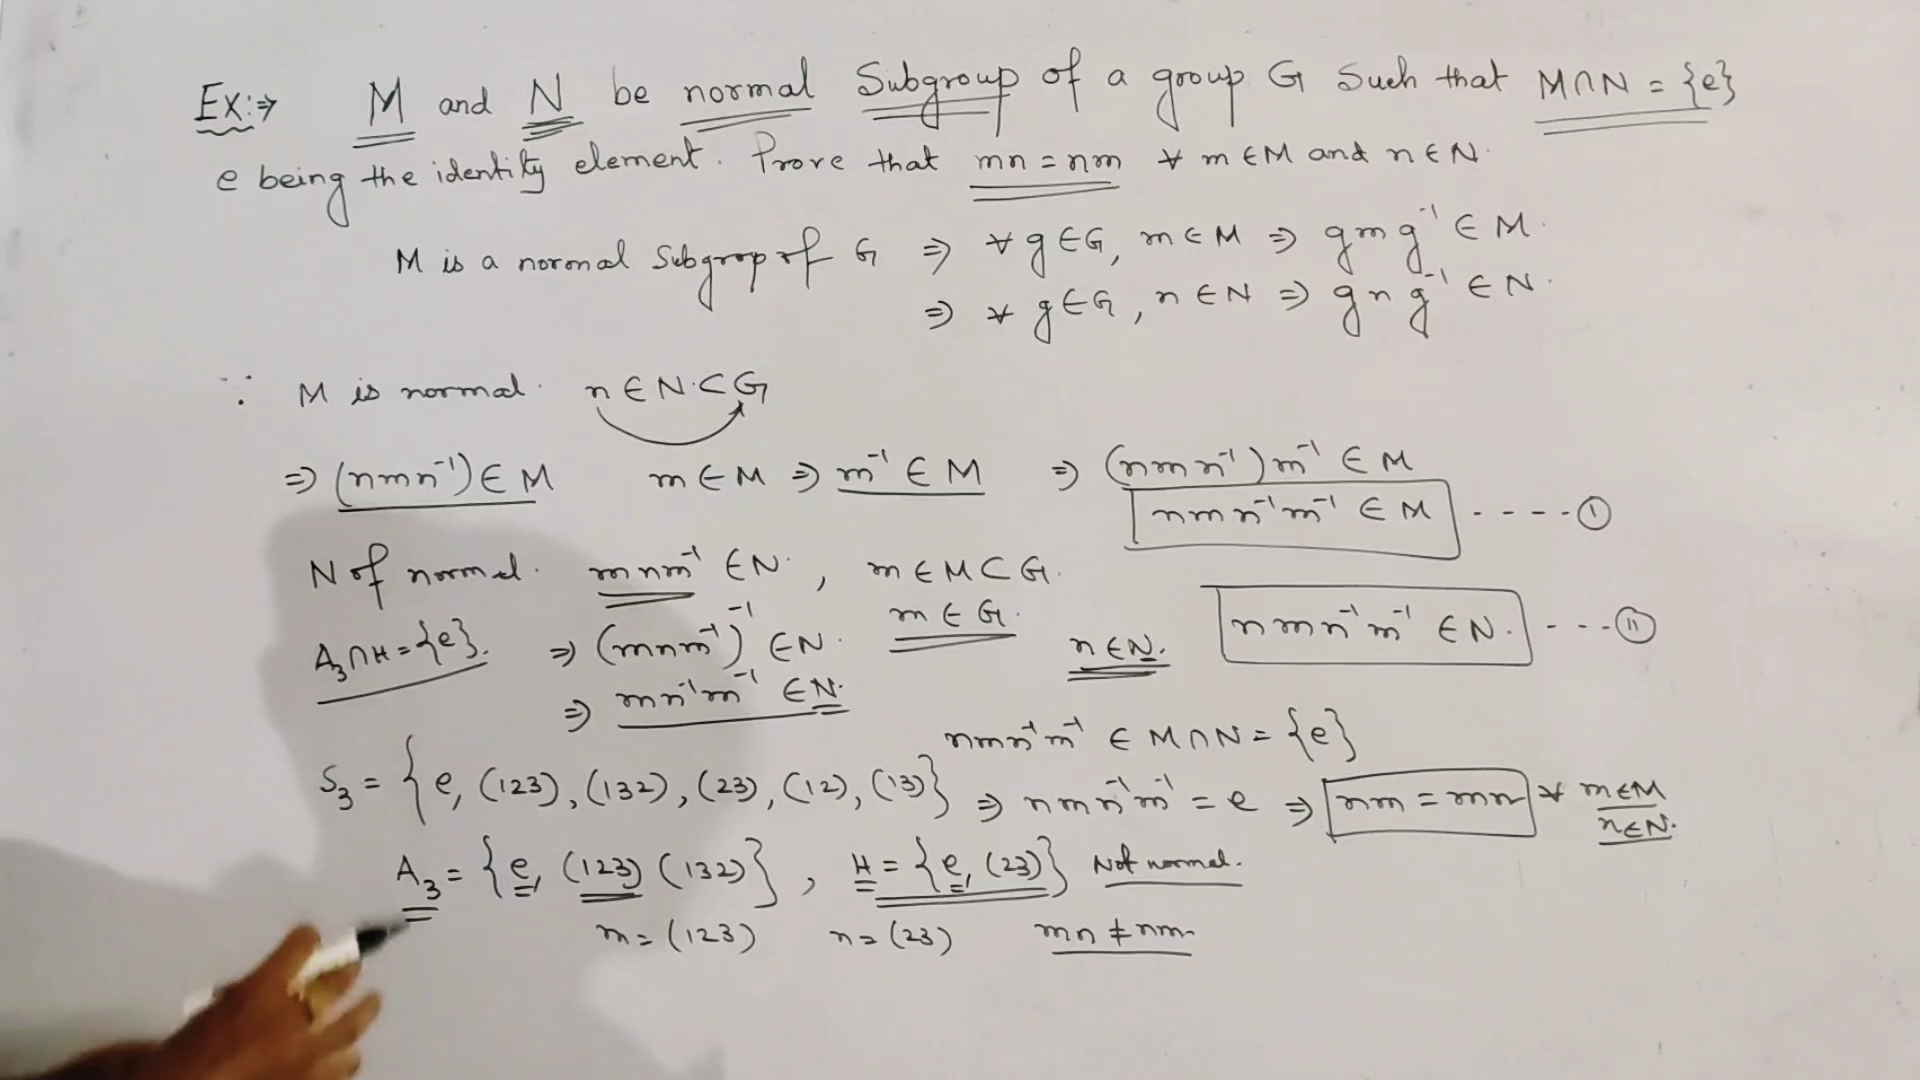 Ex:⇒ M and N be normal Subgroup of a group G Such that M∩N = {e}
e being the identity element. Prove that mn = nm ∀ m∈M and n∈N.
M is a normal Subgrop of G ⇒ ∀ g∈G, m∈M ⇒ gmg⁻¹ ∈ M.
⇒ ∀ g∈G, n∈N ⇒ gng⁻¹ ∈ N.
∵ M is normal. n∈N⊂G
⇒ (nmn⁻¹)∈M m∈M ⇒ m⁻¹∈M ⇒ (nmn⁻¹)m⁻¹ ∈ M
nmn⁻¹m⁻¹ ∈ M ----①
N of normal. mnm⁻¹ ∈N. , m∈M⊂G.
m∈G.
A₃∩H={e}. ⇒ (mnm⁻¹)⁻¹ ∈N. n∈N. nmn⁻¹m⁻¹ ∈N. ---⑪
⇒ mn⁻¹m⁻¹ ∈N.
nmn⁻¹m⁻¹ ∈ M∩N = {e}
S₃ = {e, (123), (132), (23), (12), (13)} ⇒ nmn⁻¹m⁻¹ = e ⇒ nm = mn ∀ m∈M
n∈N.
A₃ = {e, (123) (132)} , H = {e, (23)} Not normal.
m = (123) n = (23) mn ≠ nm